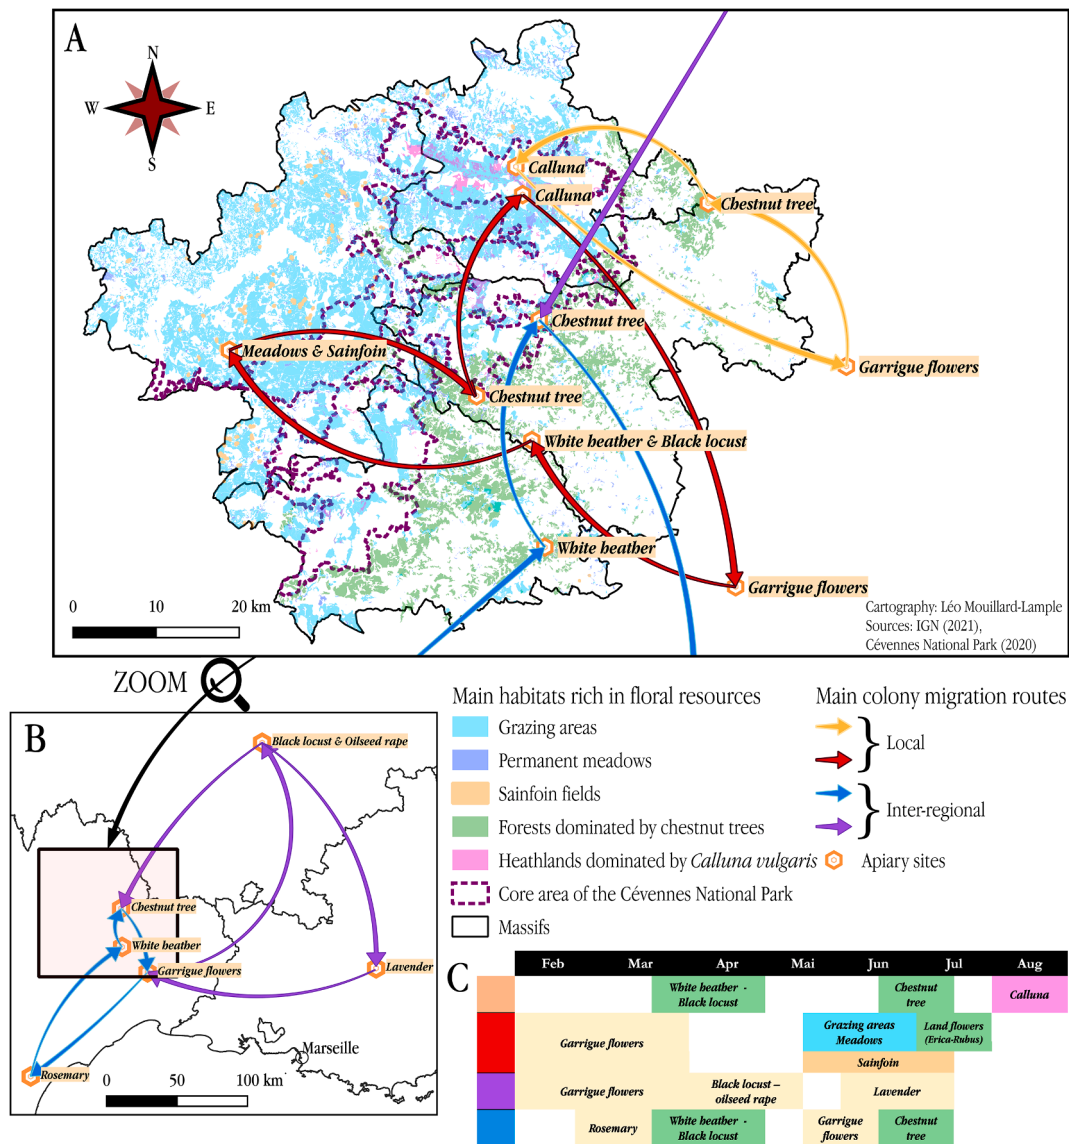 A
N
W
E
S
Calluna
Calluna
Chestnut tree
Chestnut tree
Meadows & Sainfoin
Garrigue flowers
Chestnut tree
White heather & Black locust
White heather
Garrigue flowers
0 10 20 km
Cartography: Léo Mouillard-Lample
Sources: IGN (2021),
Cévennes National Park (2020)
ZOOM
B
Black locust & Oilseed rape
Chestnut tree
White heather
Garrigue flowers
Lavender
Marseille
Rosemary
0 50 100 km
Main habitats rich in floral resources
Grazing areas
Permanent meadows
Sainfoin fields
Forests dominated by chestnut trees
Heathlands dominated by Calluna vulgaris
Core area of the Cévennes National Park
Massifs
Main colony migration routes
Local
Inter-regional
Apiary sites
C
Feb Mar Apr Mai Jun Jul Aug
White heather -
Black locust
Chestnut
tree
Calluna
Garrigue flowers
Grazing areas
Meadows
Land flowers
(Erica-Rubus)
Sainfoin
Garrigue flowers
Black locust –
oilseed rape
Lavender
Rosemary
White heather -
Black locust
Garrigue
flowers
Chestnut
tree